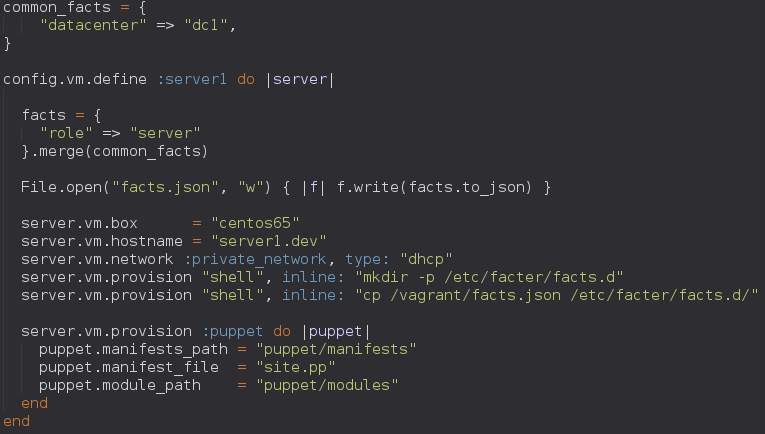 common_facts = {
    "datacenter" => "dc1",
}

config.vm.define :server1 do |server|

  facts = {
    "role" => "server"
  }.merge(common_facts)

  File.open("facts.json", "w") { |f| f.write(facts.to_json) }

  server.vm.box      = "centos65"
  server.vm.hostname = "server1.dev"
  server.vm.network :private_network, type: "dhcp"
  server.vm.provision "shell", inline: "mkdir -p /etc/facter/facts.d"
  server.vm.provision "shell", inline: "cp /vagrant/facts.json /etc/facter/facts.d/"

  server.vm.provision :puppet do |puppet|
    puppet.manifests_path = "puppet/manifests"
    puppet.manifest_file  = "site.pp"
    puppet.module_path    = "puppet/modules"
  end
end